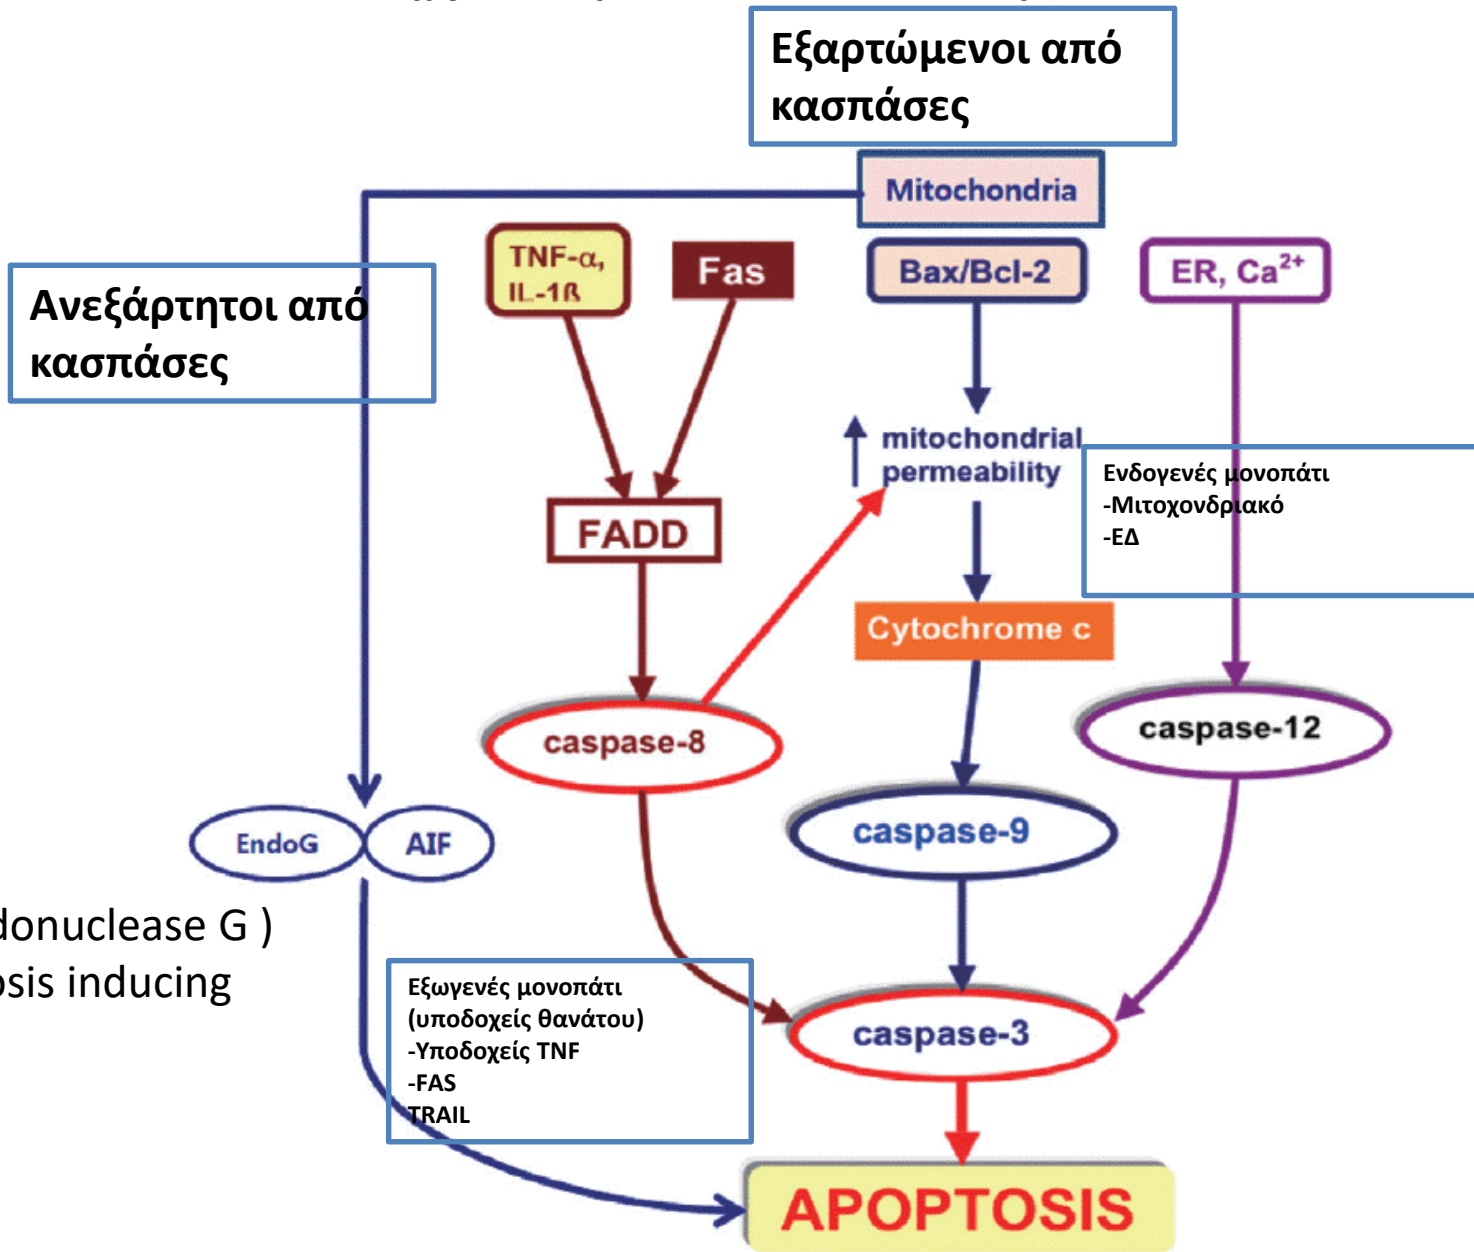 Εξαρτώμενοι από
κασπάσες
Mitochondria
TNF-α,
IL-1ß
Fas
Bax/Bcl-2
ER, Ca²⁺
Ανεξάρτητοι από
κασπάσες
mitochondrial
permeability
Ενδογενές μονοπάτι
-Μιτοχονδριακό
-ΕΔ
FADD
Cytochrome c
caspase-8
caspase-12
caspase-9
EndoG
AIF
donuclease G )
osis inducing
Εξωγενές μονοπάτι
(υποδοχείς θανάτου)
-Υποδοχείς TNF
-FAS
TRAIL
caspase-3
APOPTOSIS